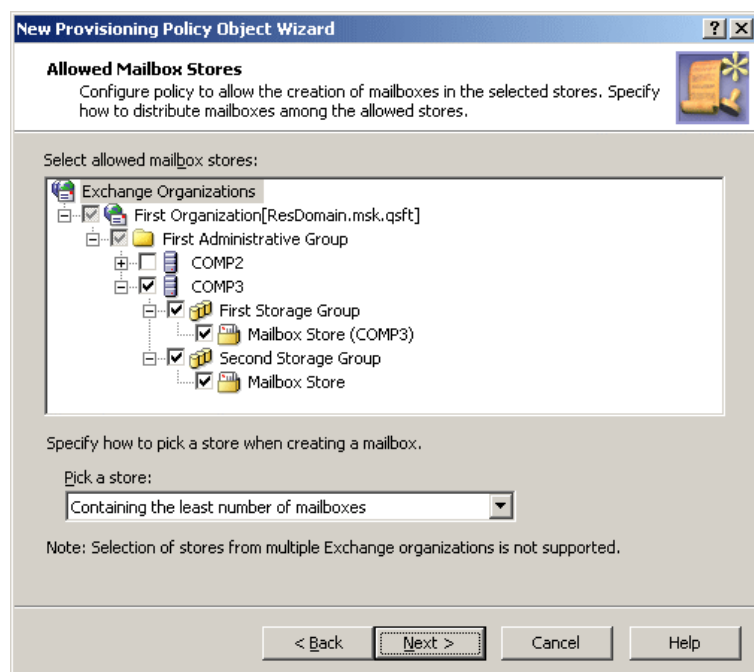 New Provisioning Policy Object Wizard
Allowed Mailbox Stores
Configure policy to allow the creation of mailboxes in the selected stores. Specify
how to distribute mailboxes among the allowed stores.
Select allowed mailbox stores:
Exchange Organizations
First Organization[ResDomain.msk.qsft]
First Administrative Group
COMP2
COMP3
First Storage Group
Mailbox Store (COMP3)
Second Storage Group
Mailbox Store
Specify how to pick a store when creating a mailbox.
Pick a store:
Containing the least number of mailboxes
Note: Selection of stores from multiple Exchange organizations is not supported.
< Back Next > Cancel Help